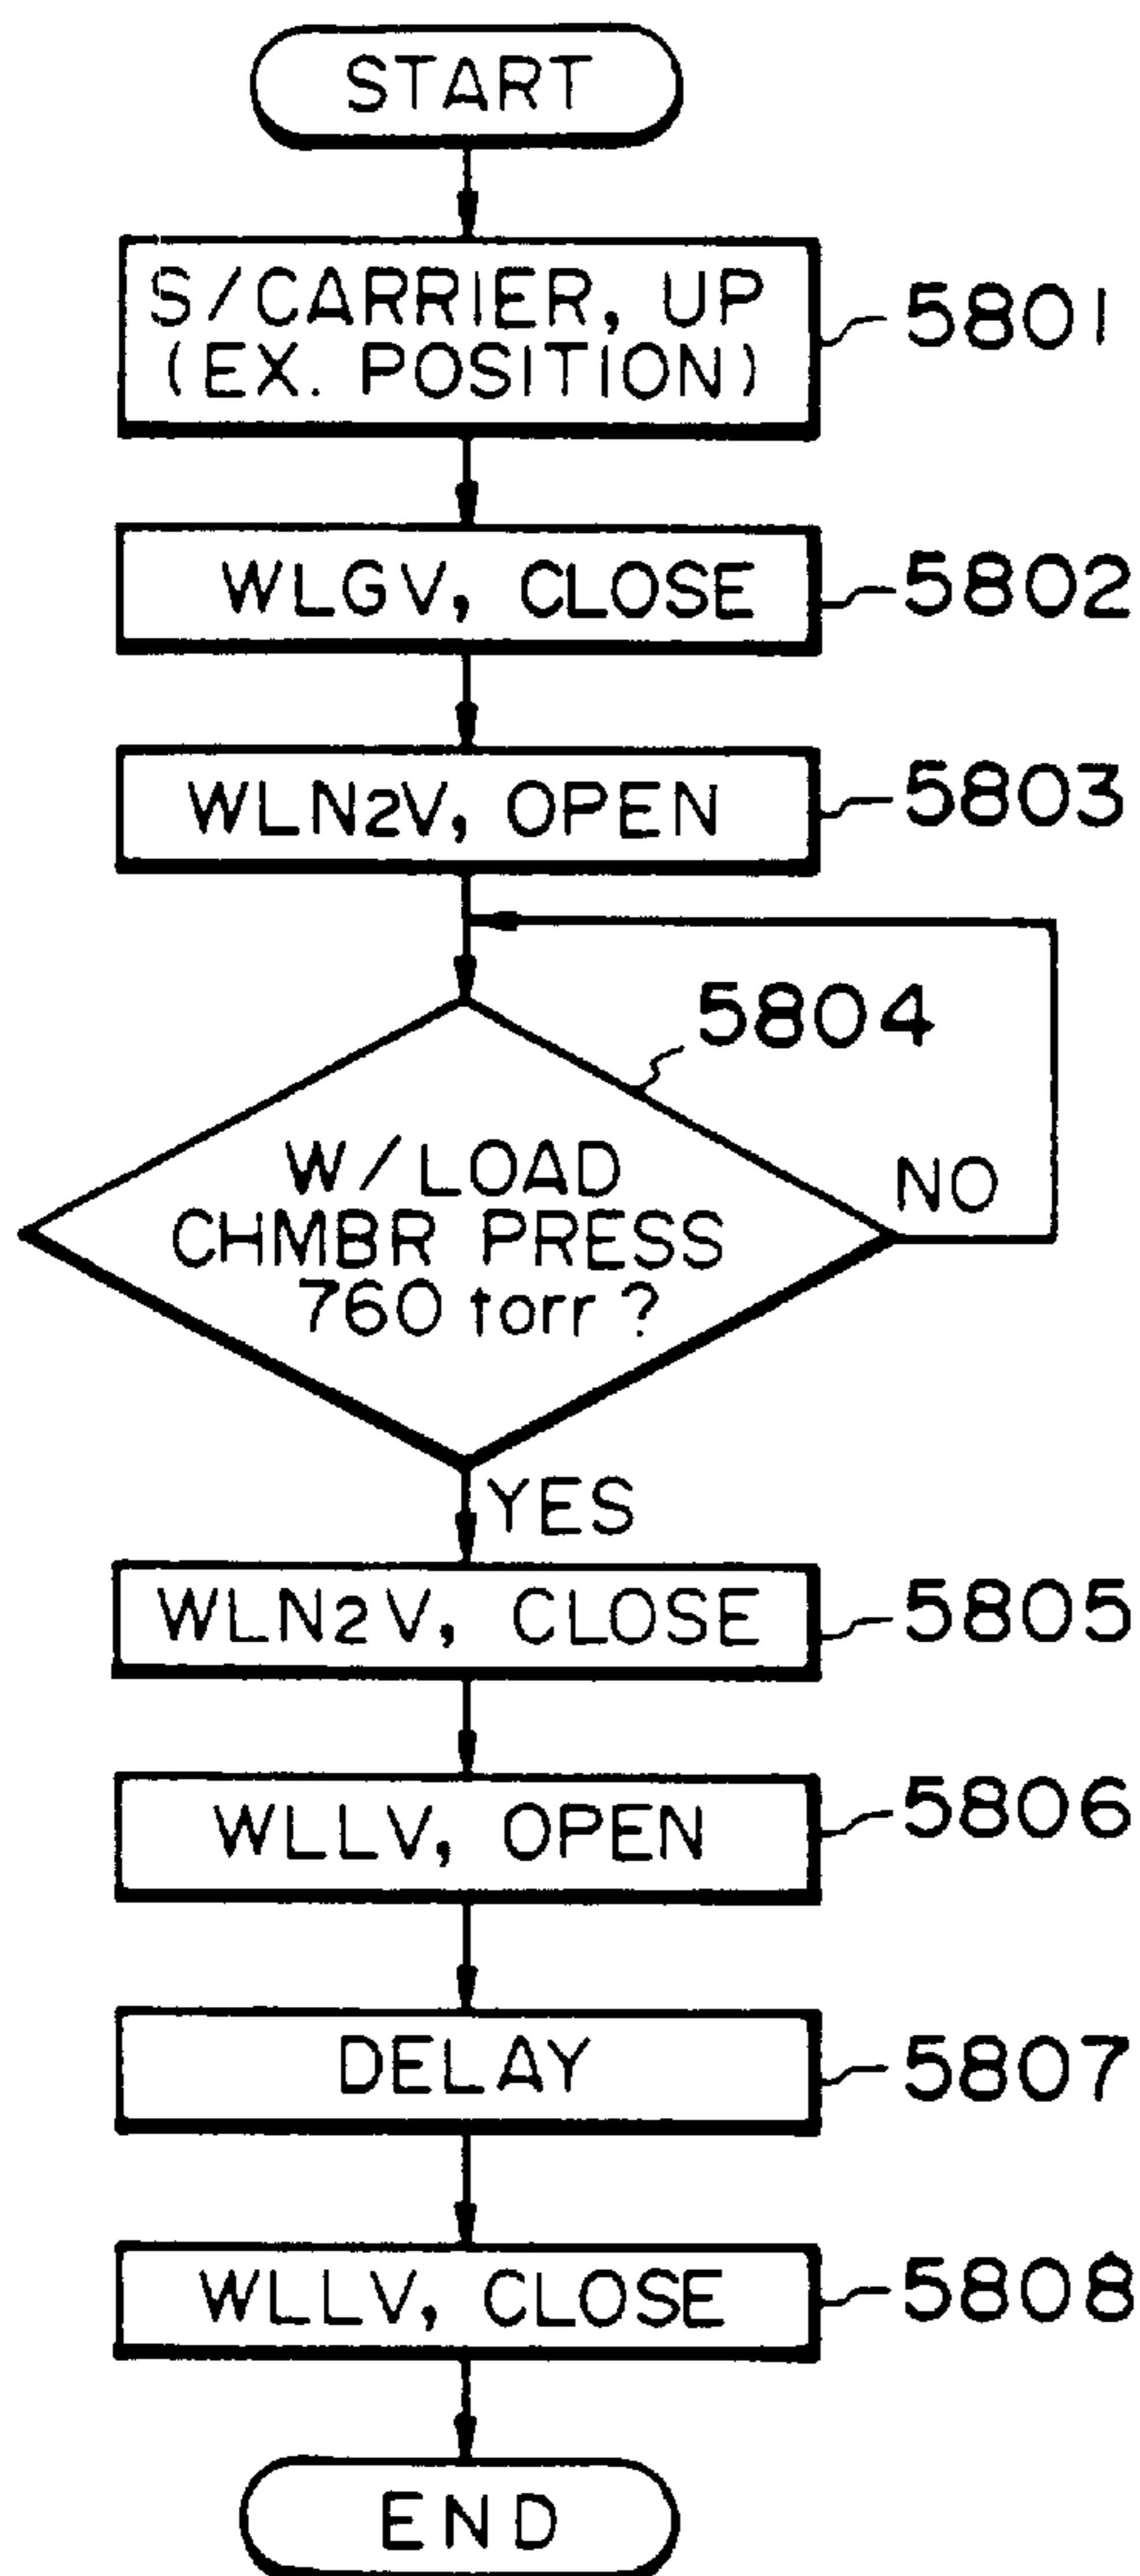 START
S/CARRIER, UP
(EX. POSITION)
5801
WLGV, CLOSE
5802
WLN2V, OPEN
5803
5804
W/LOAD
CHMBR PRESS
760 torr?
NO
YES
WLN2V, CLOSE
5805
WLLV, OPEN
5806
DELAY
5807
WLLV, CLOSE
5808
END